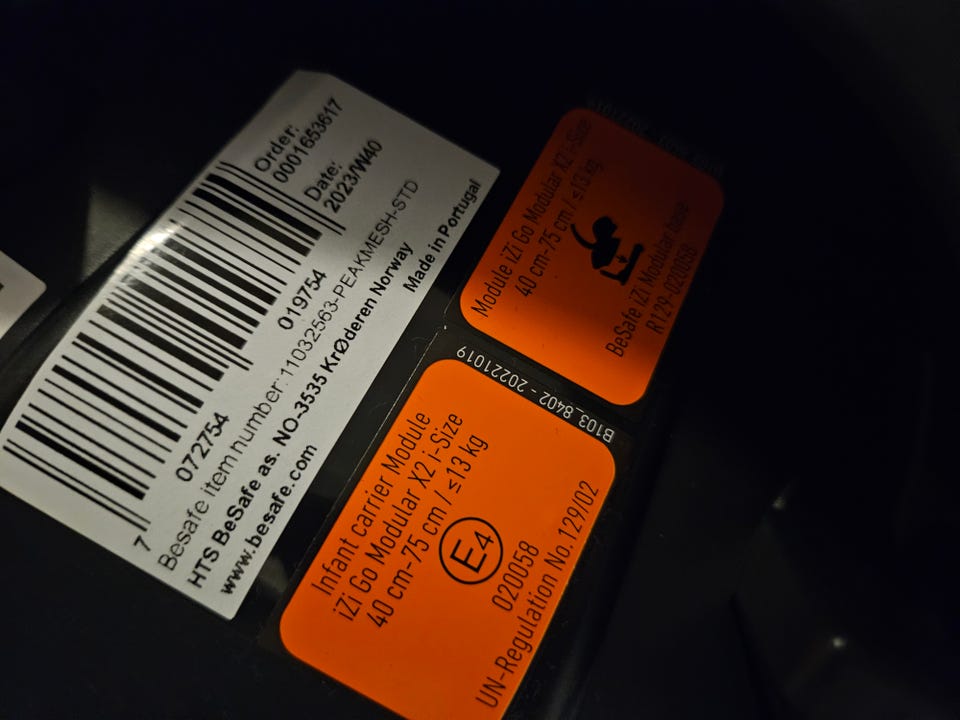 Order:
0001653617
Date:
2023/W40
7 072754 019754
Besafe item number: 11032563-PEAKMESH-STD
HTS BeSafe as. NO-3535 KrØderen Norway
www.besafe.com
Made in Portugal
Module iZi Go Modular X2 i-Size
40 cm-75 cm / ≤13 kg
BeSafe iZi Modular base
R129-020058
B103_8402 - 20221019
Infant carrier Module
iZi Go Modular X2 i-Size
40 cm-75 cm / ≤13 kg
E4
020058
UN-Regulation No. 129/02